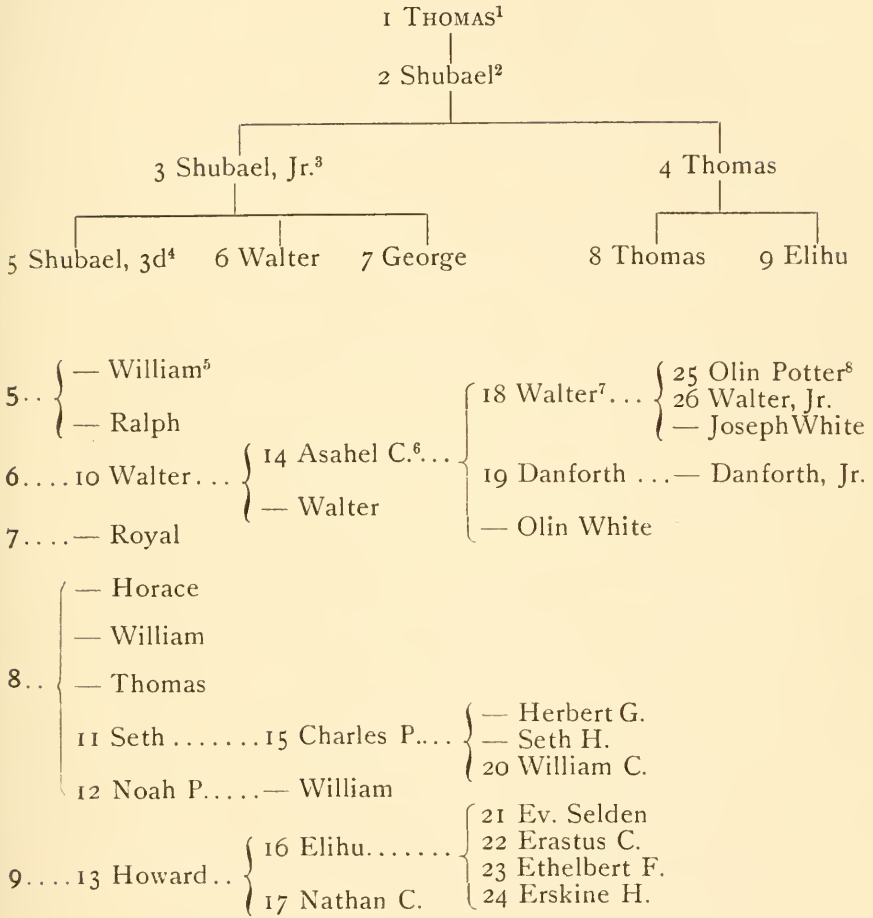 1 THOMAS¹
2 Shubael²
3 Shubael, Jr.³ 4 Thomas
5 Shubael, 3d⁴ 6 Walter 7 George 8 Thomas 9 Elihu
5.. — William⁵
— Ralph
6.... 10 Walter... 14 Asahel C.⁶... 18 Walter⁷... 25 Olin Potter⁸
26 Walter, Jr.
— Joseph White
19 Danforth ...— Danforth, Jr.
— Walter
— Olin White
7....— Royal
8.. — Horace
— William
— Thomas
11 Seth .......15 Charles P.... — Herbert G.
— Seth H.
20 William C.
12 Noah P.....— William
9.... 13 Howard.. 16 Elihu....... 21 Ev. Selden
22 Erastus C.
23 Ethelbert F.
24 Erskine H.
17 Nathan C.